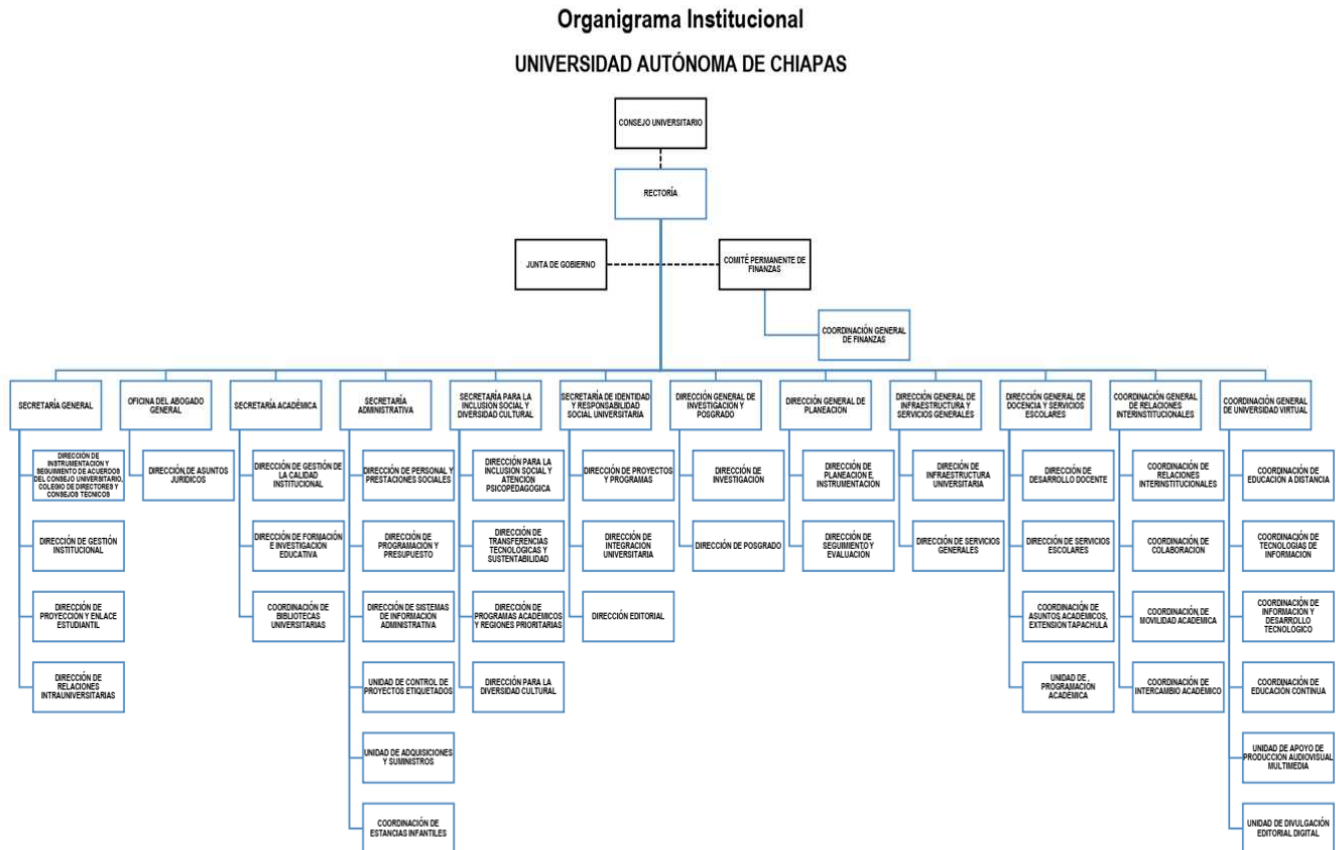 Organigrama Institucional
UNIVERSIDAD AUTÓNOMA DE CHIAPAS
CONSEJO UNIVERSITARIO
RECTORÍA
JUNTA DE GOBIERNO
COMITÉ PERMANENTE DE
FINANZAS
COORDINACIÓN GENERAL
DE FINANZAS
SECRETARÍA GENERAL
OFICINA DEL ABOGADO
GENERAL
SECRETARÍA ACADÉMICA
SECRETARÍA
ADMINISTRATIVA
SECRETARÍA PARA LA
INCLUSIÓN SOCIAL Y
DIVERSIDAD CULTURAL
SECRETARÍA DE IDENTIDAD
Y RESPONSABILIDAD
SOCIAL UNIVERSITARIA
DIRECCIÓN GENERAL DE
INVESTIGACIÓN Y
POSGRADO
DIRECCIÓN GENERAL DE
PLANEACIÓN
DIRECCIÓN GENERAL DE
INFRAESTRUCTURA Y
SERVICIOS GENERALES
DIRECCIÓN GENERAL DE
DOCENCIA Y SERVICIOS
ESCOLARES
COORDINACIÓN GENERAL
DE RELACIONES
INTERINSTITUCIONALES
COORDINACIÓN GENERAL
DE UNIVERSIDAD VIRTUAL
DIRECCIÓN DE
INSTRUMENTACIÓN Y
SEGUIMIENTO DE ACUERDOS
DEL CONSEJO UNIVERSITARIO,
COLEGIO DE DIRECTORES Y
CONSEJOS TÉCNICOS
DIRECCIÓN DE GESTIÓN
INSTITUCIONAL
DIRECCIÓN DE
PROYECCIÓN Y ENLACE
ESTUDIANTIL
DIRECCIÓN DE
RELACIONES
INTRAUNIVERSITARIAS
DIRECCIÓN DE ASUNTOS
JURÍDICOS
DIRECCIÓN DE GESTIÓN DE
LA CALIDAD
INSTITUCIONAL
DIRECCIÓN DE FORMACIÓN
E INVESTIGACIÓN
EDUCATIVA
COORDINACIÓN DE
BIBLIOTECAS
UNIVERSITARIAS
DIRECCIÓN DE PERSONAL Y
PRESTACIONES SOCIALES
DIRECCIÓN DE
PROGRAMACIÓN Y
PRESUPUESTO
DIRECCIÓN DE SISTEMAS
DE INFORMACIÓN
ADMINISTRATIVA
UNIDAD DE CONTROL DE
PROYECTOS ETIQUETADOS
UNIDAD DE ADQUISICIONES
Y SUMINISTROS
COORDINACIÓN DE
ESTANCIAS INFANTILES
DIRECCIÓN PARA LA
INCLUSIÓN SOCIAL Y
ATENCIÓN
PSICOPEDAGÓGICA
DIRECCIÓN DE
TRANSFERENCIAS
TECNOLÓGICAS Y
SUSTENTABILIDAD
DIRECCIÓN DE
PROGRAMAS ACADÉMICOS
Y REGIONES PRIORITARIAS
DIRECCIÓN PARA LA
DIVERSIDAD CULTURAL
DIRECCIÓN DE PROYECTOS
Y PROGRAMAS
DIRECCIÓN DE
INTEGRACIÓN
UNIVERSITARIA
DIRECCIÓN EDITORIAL
DIRECCIÓN DE
INVESTIGACIÓN
DIRECCIÓN DE POSGRADO
DIRECCIÓN DE
PLANEACIÓN E
INSTRUMENTACIÓN
DIRECCIÓN DE
SEGUIMIENTO Y
EVALUACIÓN
DIRECIÓN DE
INFRAESTRUCTURA
UNIVERSITARIA
DIRECCIÓN DE SERVICIOS
GENERALES
DIRECCIÓN DE
DESARROLLO DOCENTE
DIRECCIÓN DE SERVICIOS
ESCOLARES
COORDINACIÓN DE
ASUNTOS ACADÉMICOS,
EXTENSIÓN TAPACHULA
UNIDAD DE
PROGRAMACIÓN
ACADÉMICA
COORDINACIÓN DE
RELACIONES
INTERINSTITUCIONALES
COORDINACIÓN DE
COLABORACIÓN
COORDINACIÓN DE
MOVILIDAD ACADÉMICA
COORDINACIÓN DE
INTERCAMBIO ACADÉMICO
COORDINACIÓN DE
EDUCACIÓN A DISTANCIA
COORDINACIÓN DE
TECNOLOGÍAS DE
INFORMACIÓN
COORDINACIÓN DE
INFORMACIÓN Y
DESARROLLO
TECNOLÓGICO
COORDINACIÓN DE
EDUCACIÓN CONTINUA
UNIDAD DE APOYO DE
PRODUCCIÓN AUDIOVISUAL
MULTIMEDIA
UNIDAD DE DIVULGACIÓN
EDITORIAL DIGITAL